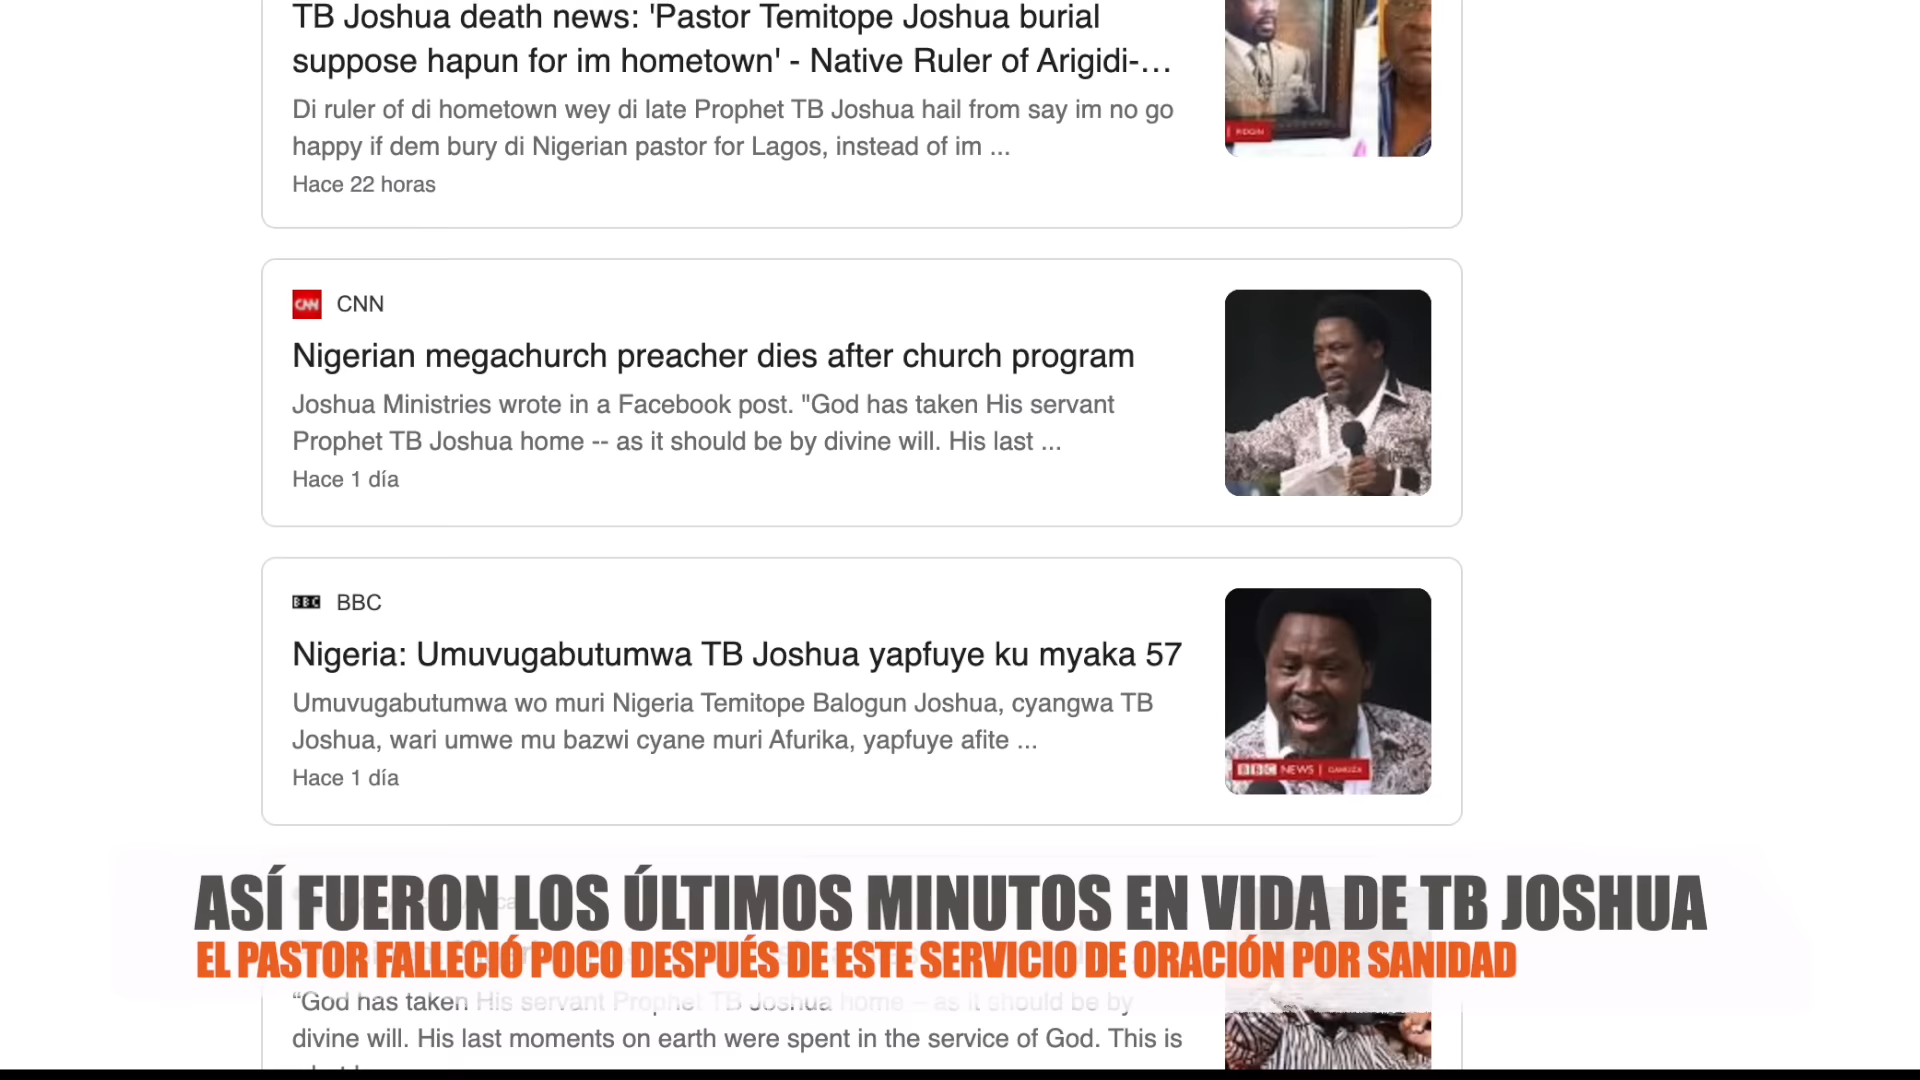 TB Joshua death news: 'Pastor Temitope Joshua burial
suppose hapun for im hometown' - Native Ruler of Arigidi-...
Di ruler of di hometown wey di late Prophet TB Joshua hail from say im no go
happy if dem bury di Nigerian pastor for Lagos, instead of im ...
Hace 22 horas
PIDGIN
CNN CNN
Nigerian megachurch preacher dies after church program
Joshua Ministries wrote in a Facebook post. "God has taken His servant
Prophet TB Joshua home -- as it should be by divine will. His last ...
Hace 1 día
BBC BBC
Nigeria: Umuvugabutumwa TB Joshua yapfuye ku myaka 57
Umuvugabutumwa wo muri Nigeria Temitope Balogun Joshua, cyangwa TB
Joshua, wari umwe mu bazwi cyane muri Afurika, yapfuye afite ...
Hace 1 día
BBC NEWS | GAHUZA
ASÍ FUERON LOS ÚLTIMOS MINUTOS EN VIDA DE TB JOSHUA
EL PASTOR FALLECIÓ POCO DESPUÉS DE ESTE SERVICIO DE ORACIÓN POR SANIDAD
“God has taken His servant Prophet TB Joshua home – as it should be by
divine will. His last moments on earth were spent in the service of God. This is